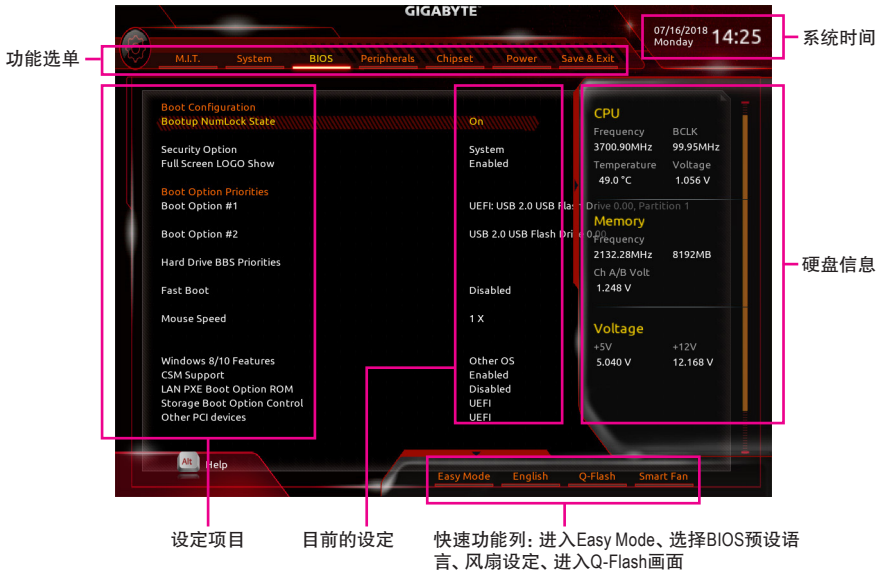 GIGABYTE™
07/16/2018
Monday
14:25
系统时间
功能选单
M.I.T.
System
BIOS
Peripherals
Chipset
Power
Save & Exit
Boot Configuration
Bootup NumLock State
On
Security Option
System
Full Screen LOGO Show
Enabled
Boot Option Priorities
Boot Option #1
UEFI: USB 2.0 USB Flash Drive 0.00, Partition 1
Boot Option #2
USB 2.0 USB Flash Drive 0.00
Hard Drive BBS Priorities
Fast Boot
Disabled
Mouse Speed
1 X
Windows 8/10 Features
Other OS
CSM Support
Enabled
LAN PXE Boot Option ROM
Disabled
Storage Boot Option Control
UEFI
Other PCI devices
UEFI
CPU
Frequency
BCLK
3700.90MHz
99.95MHz
Temperature
Voltage
49.0 °C
1.056 V
Memory
Frequency
2132.28MHz
8192MB
Ch A/B Volt
1.248 V
Voltage
+5V
+12V
5.040 V
12.168 V
硬盘信息
Alt
Help
Easy Mode
English
Q-Flash
Smart Fan
设定项目
目前的设定
快速功能列: 进入Easy Mode、选择BIOS预设语
言、风扇设定、进入Q-Flash画面